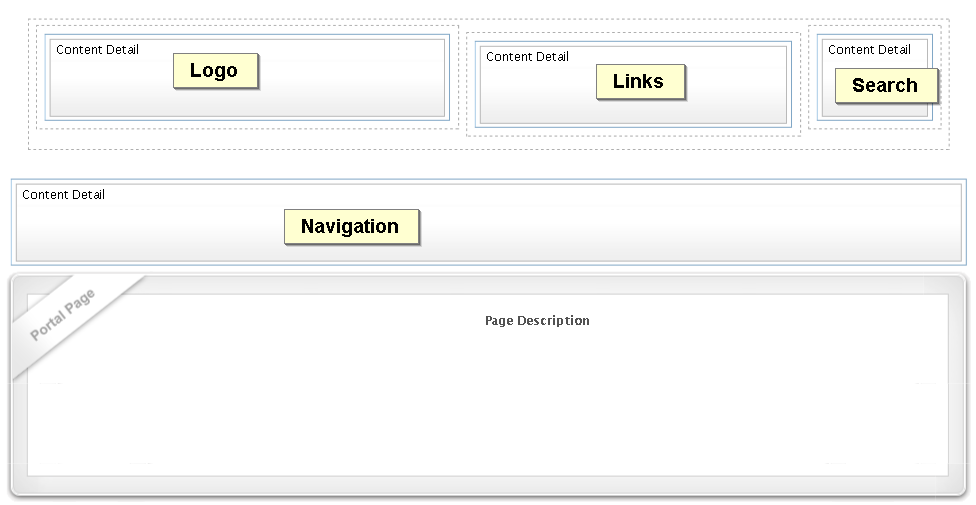 Content Detail
Logo
Content Detail
Links
Content Detail
Search
Content Detail
Navigation
Portal Page
Page Description